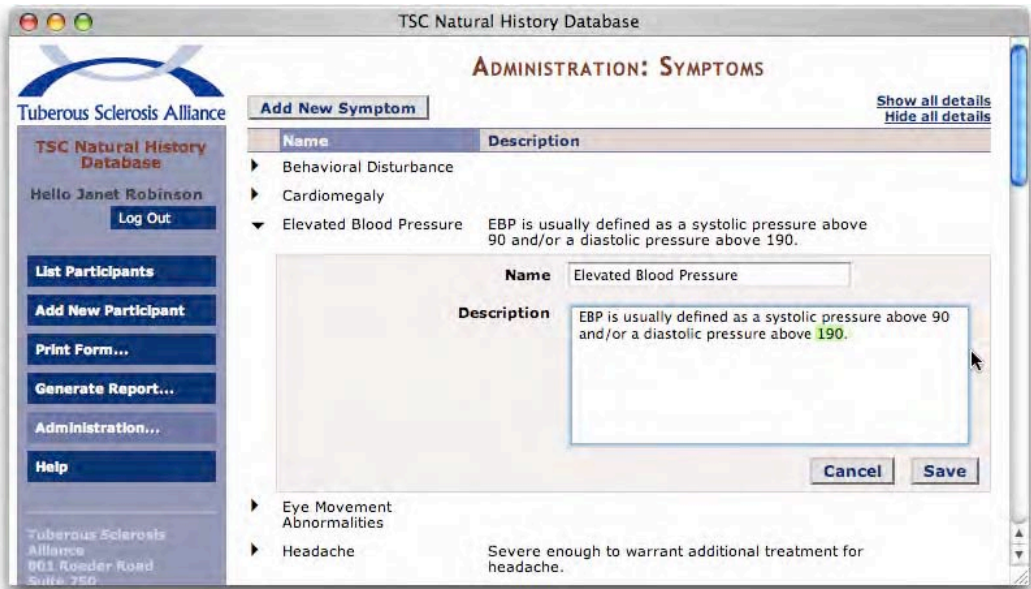 TSC Natural History Database
Tuberous Sclerosis Alliance
TSC Natural History
Database
Hello Janet Robinson
Log Out
List Participants
Add New Participant
Print Form...
Generate Report...
Administration...
Help
Tuberous Sclerosis
Alliance
801 Roeder Road
Suite 750
ADMINISTRATION: SYMPTOMS
Add New Symptom
Show all details
Hide all details
Name Description
Behavioral Disturbance
Cardiomegaly
Elevated Blood Pressure EBP is usually defined as a systolic pressure above
90 and/or a diastolic pressure above 190.
Name Elevated Blood Pressure
Description EBP is usually defined as a systolic pressure above 90
and/or a diastolic pressure above 190.
Cancel Save
Eye Movement
Abnormalities
Headache Severe enough to warrant additional treatment for
headache.